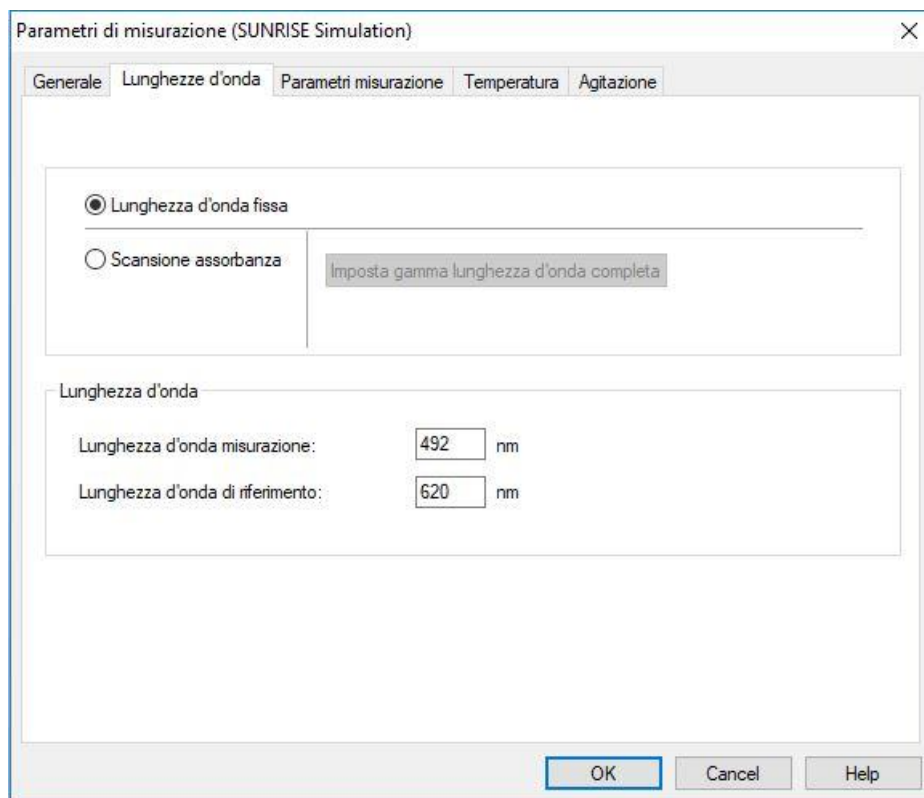 Parametri di misurazione (SUNRISE Simulation)
Generale Lunghezze d'onda Parametri misurazione Temperatura Agitazione
Lunghezza d'onda fissa
Scansione assorbanza
Imposta gamma lunghezza d'onda completa
Lunghezza d'onda
Lunghezza d'onda misurazione: 492 nm
Lunghezza d'onda di riferimento: 620 nm
OK Cancel Help